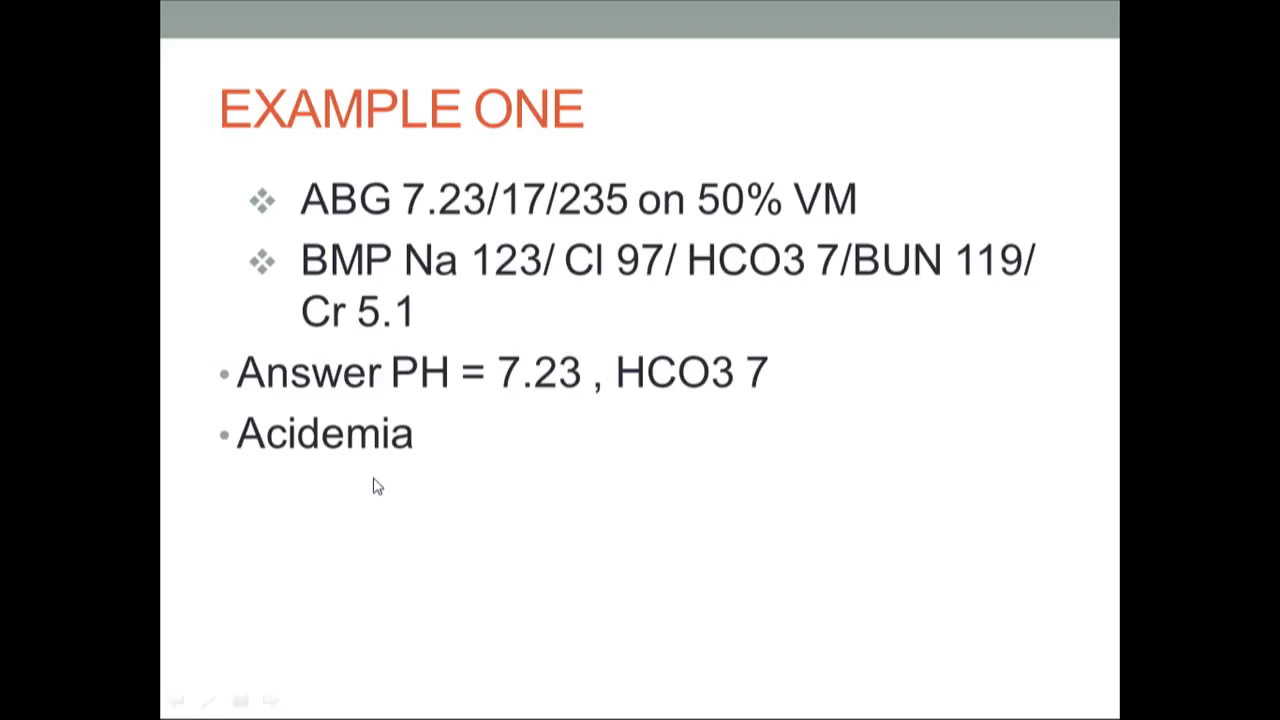 EXAMPLE ONE
ABG 7.23/17/235 on 50% VM
BMP Na 123/ Cl 97/ HCO3 7/BUN 119/
Cr 5.1
Answer PH = 7.23 , HCO3 7
Acidemia